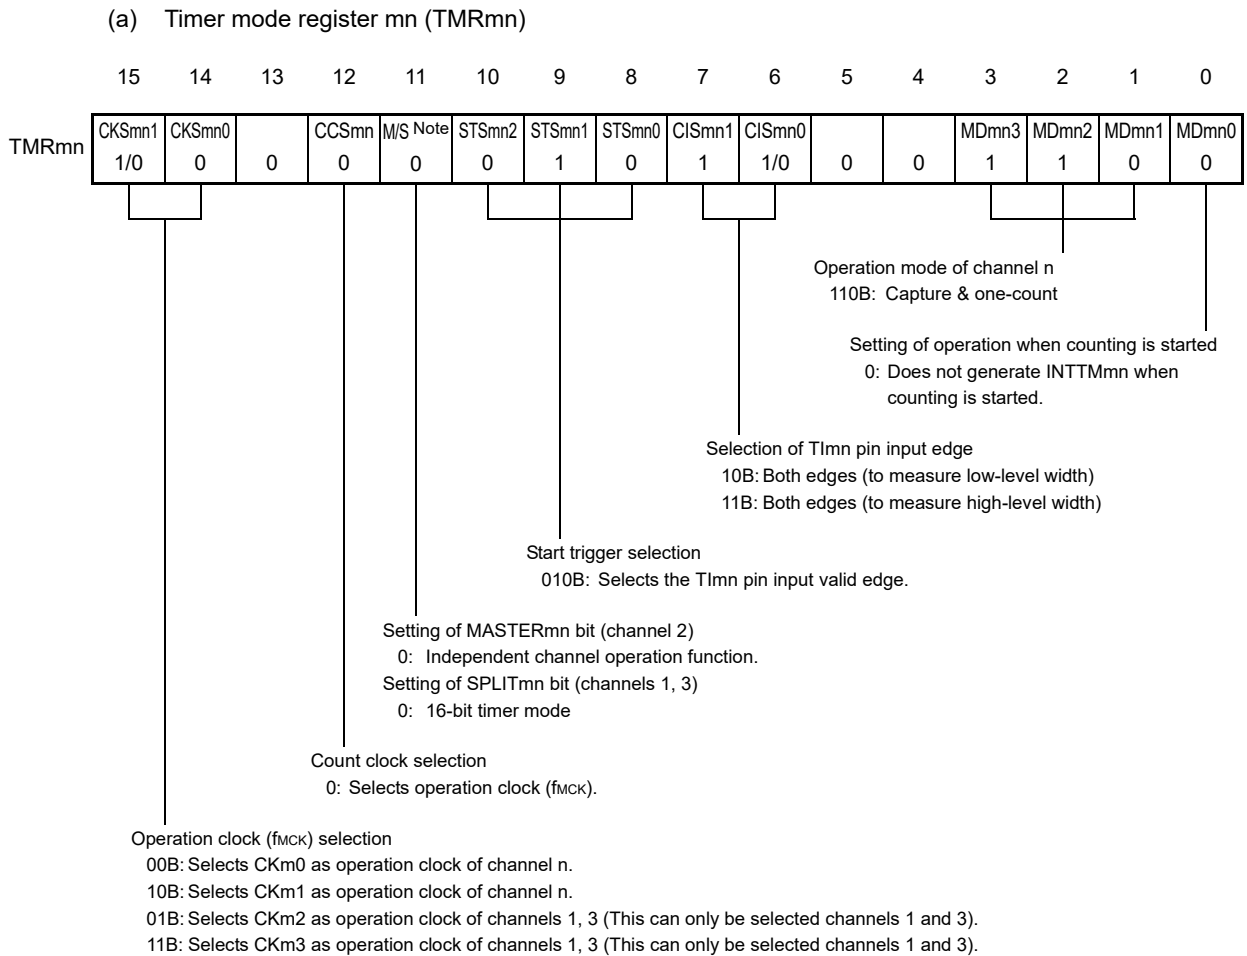 (a) Timer mode register mn (TMRmn)
15 14 13 12 11 10 9 8 7 6 5 4 3 2 1 0
TMRmn
CKSmn1 CKSmn0 CCSmn M/S Note STSmn2 STSmn1 STSmn0 CISmn1 CISmn0 MDmn3 MDmn2 MDmn1 MDmn0
1/0 0 0 0 0 0 1 0 1 1/0 0 0 1 1 0 0
Operation mode of channel n
110B: Capture & one-count
Setting of operation when counting is started
0: Does not generate INTTMmn when
counting is started.
Selection of TImn pin input edge
10B: Both edges (to measure low-level width)
11B: Both edges (to measure high-level width)
Start trigger selection
010B: Selects the TImn pin input valid edge.
Setting of MASTERmn bit (channel 2)
0: Independent channel operation function.
Setting of SPLITmn bit (channels 1, 3)
0: 16-bit timer mode
Count clock selection
0: Selects operation clock (fMCK).
Operation clock (fMCK) selection
00B: Selects CKm0 as operation clock of channel n.
10B: Selects CKm1 as operation clock of channel n.
01B: Selects CKm2 as operation clock of channels 1, 3 (This can only be selected channels 1 and 3).
11B: Selects CKm3 as operation clock of channels 1, 3 (This can only be selected channels 1 and 3).